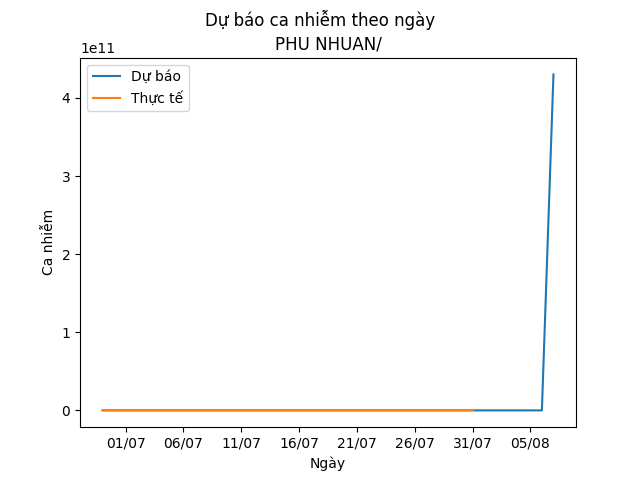 Dự báo ca nhiễm theo ngày
PHU NHUAN/
1e11
Dự báo
Thực tế
4
3
2
1
0
Ca nhiễm
01/07 06/07 11/07 16/07 21/07 26/07 31/07 05/08
Ngày